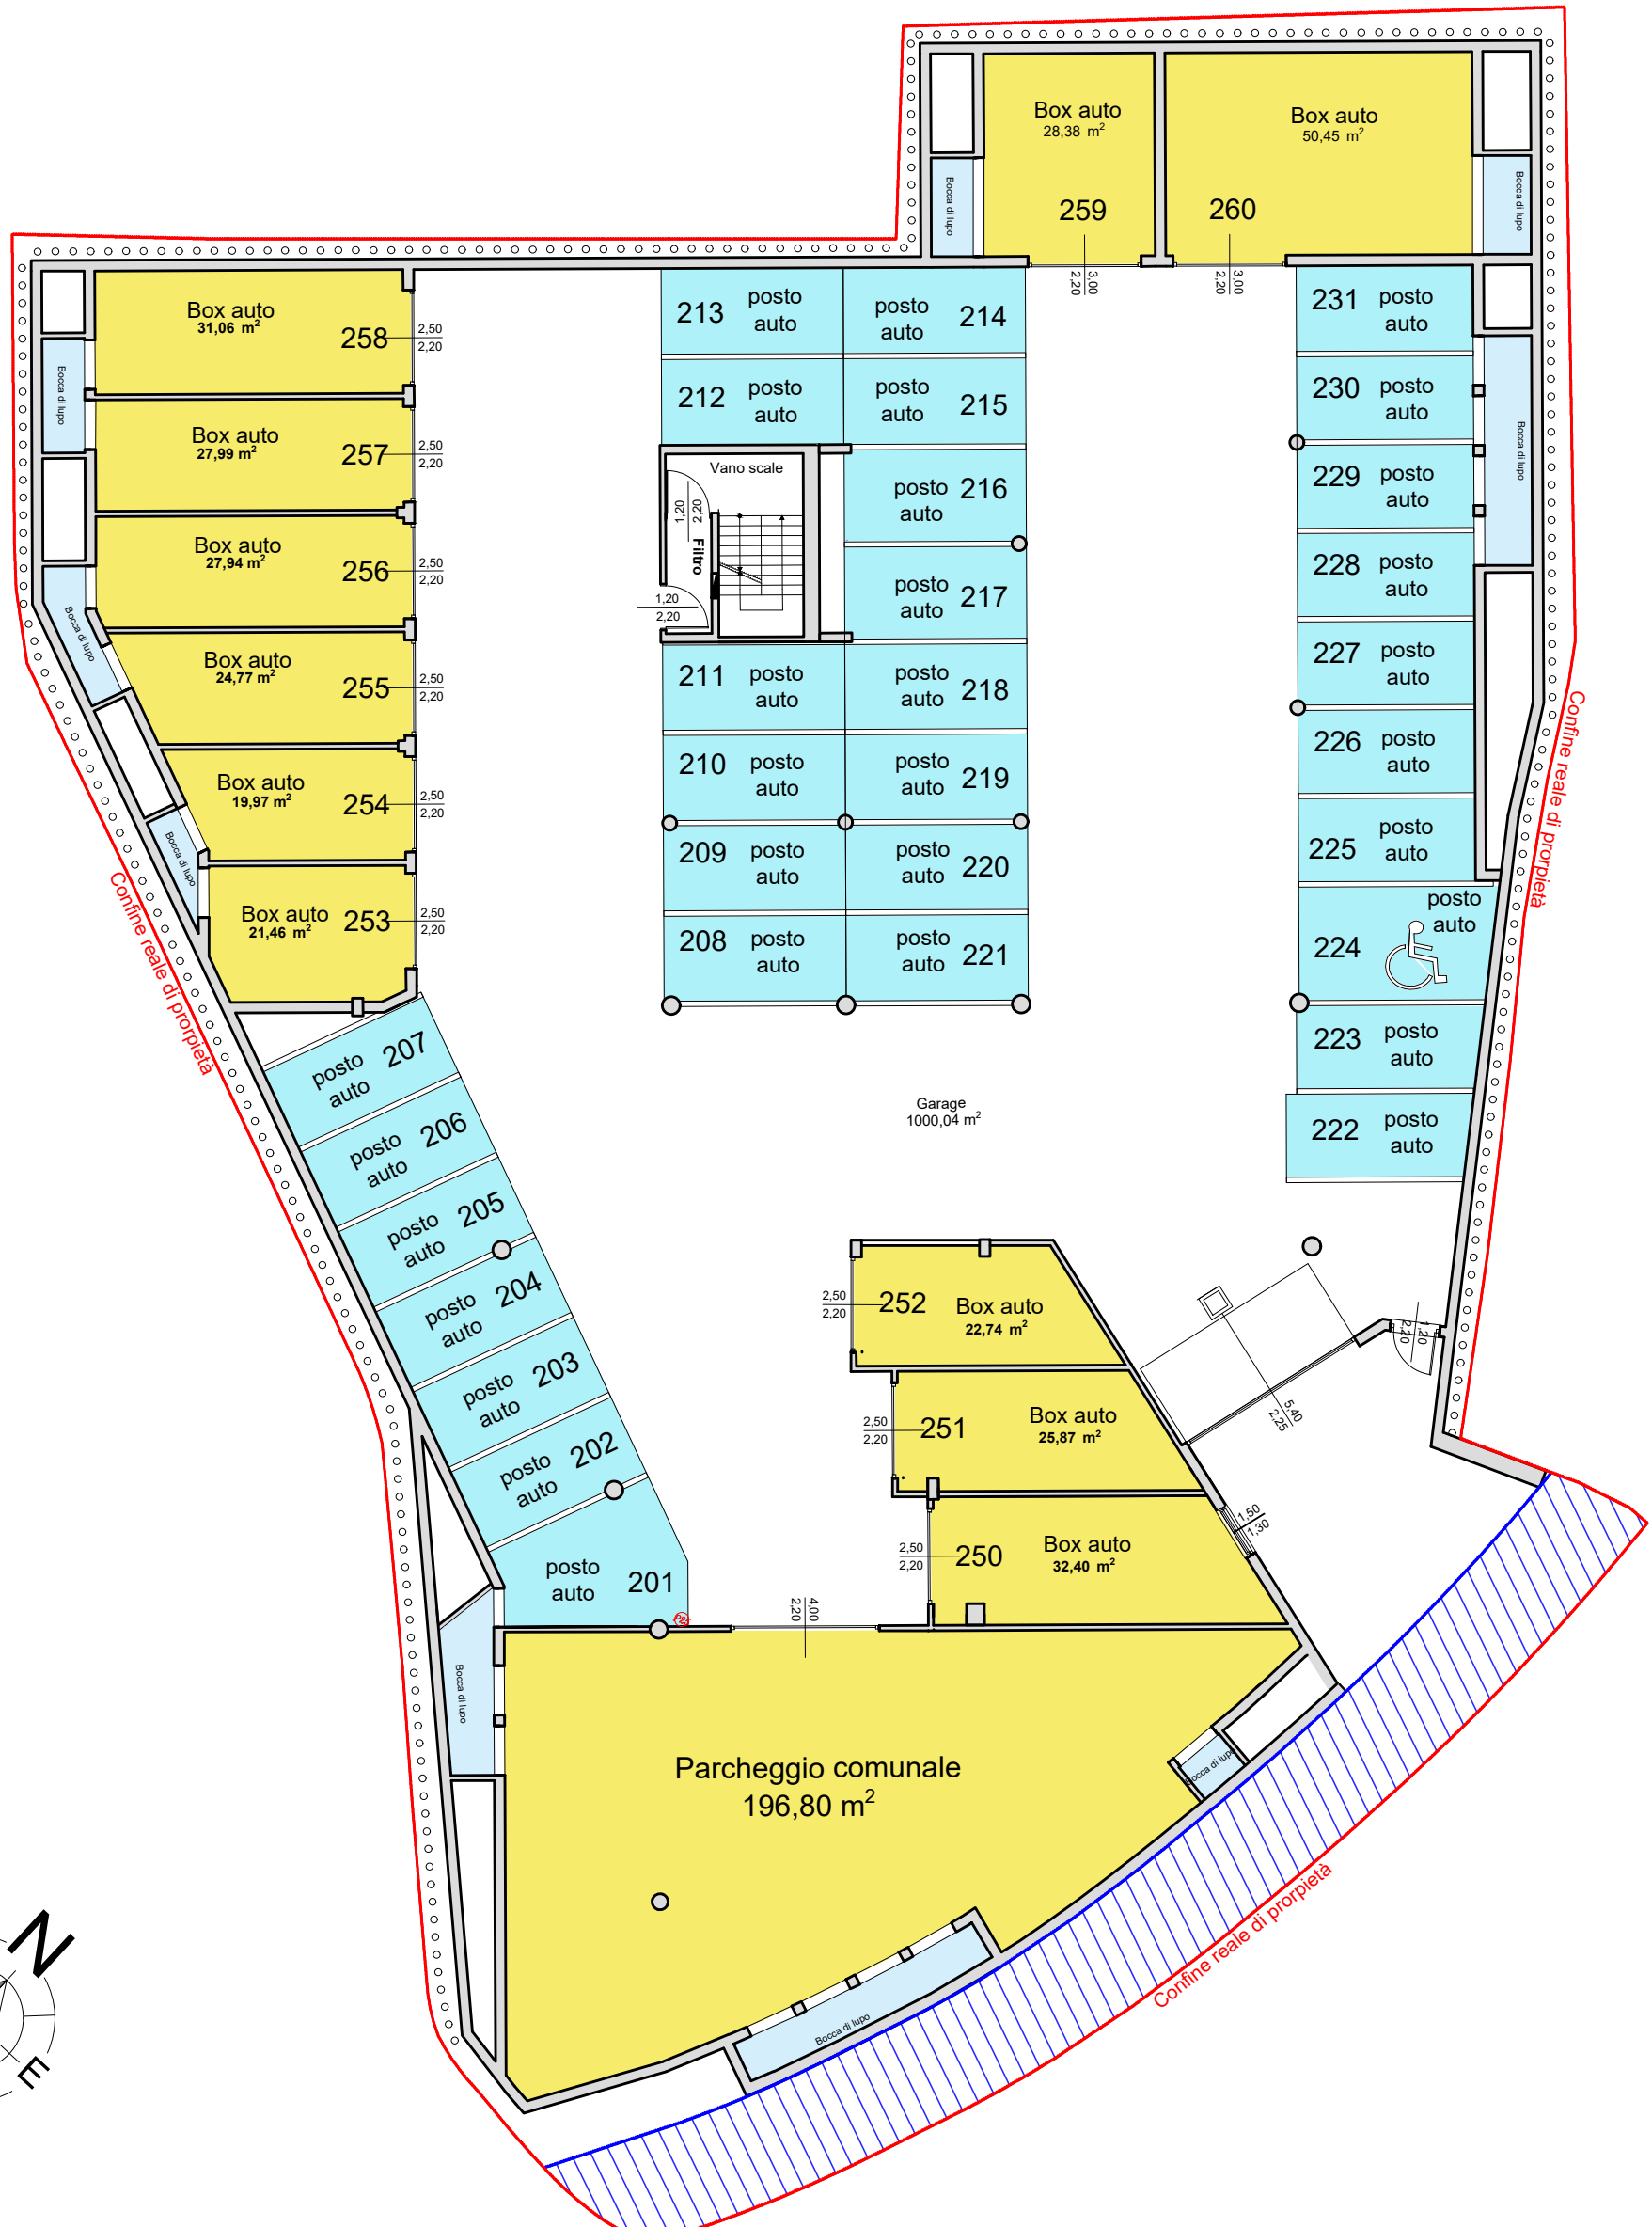 Box auto
28,38 m²
259
3,00
2,20
Box auto
50,45 m²
260
3,00
2,20
Bocca di lupo
Bocca di lupo
Box auto
31,06 m²
258
2,50
2,20
Bocca di lupo
Box auto
27,99 m²
257
2,50
2,20
Box auto
27,94 m²
256
2,50
2,20
Bocca di lupo
Box auto
24,77 m²
255
2,50
2,20
Box auto
19,97 m²
254
2,50
2,20
Bocca di lupo
Box auto
21,46 m²
253
2,50
2,20
Confine reale di prorpietà
213 posto
auto
posto 214
auto
212 posto
auto
posto 215
auto
Vano scale
1,20
2,20
Filtro
1,20
2,20
posto 216
auto
posto 217
auto
211 posto
auto
posto 218
auto
210 posto
auto
posto 219
auto
209 posto
auto
posto 220
auto
208 posto
auto
posto 221
auto
231 posto
auto
230 posto
auto
229 posto
auto
228 posto
auto
227 posto
auto
226 posto
auto
225 posto
auto
posto
auto
224
223 posto
auto
222 posto
auto
Bocca di lupo
Confine reale di prorpietà
Garage
1000,04 m²
posto 207
auto
posto 206
auto
posto 205
auto
posto 204
auto
posto 203
auto
posto 202
auto
posto
auto 201
P24
2,50
2,20
252
Box auto
22,74 m²
2,50
2,20
251
Box auto
25,87 m²
2,50
2,20
250
Box auto
32,40 m²
1,20
2,20
5,40
2,25
1,50
1,30
4,00
2,20
Bocca di lupo
Parcheggio comunale
196,80 m²
Bocca di lupo
Bocca di lupo
Confine reale di prorpietà
N
E